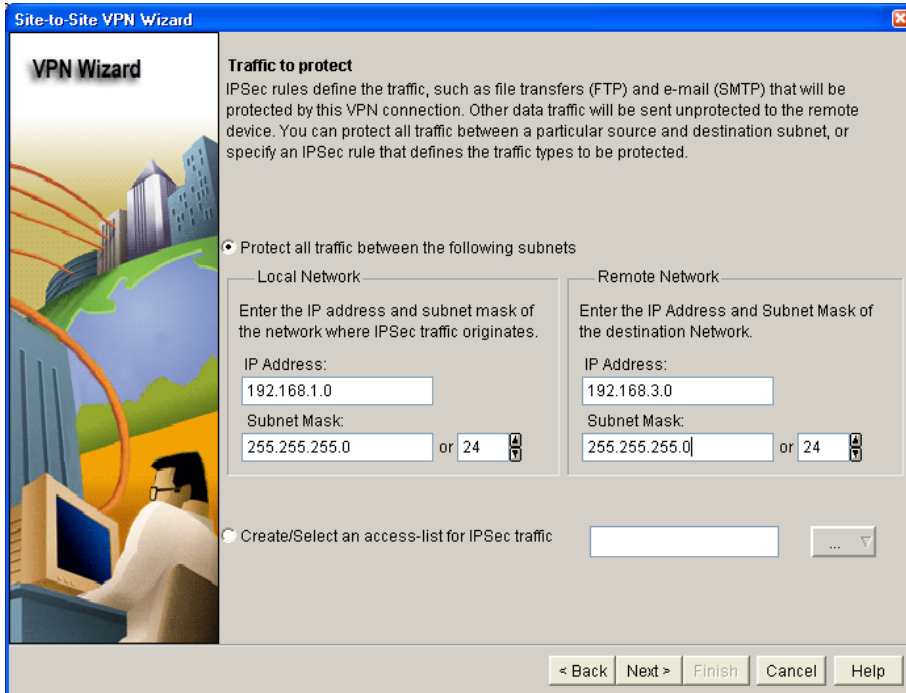 Site-to-Site VPN Wizard
VPN Wizard
Traffic to protect
IPSec rules define the traffic, such as file transfers (FTP) and e-mail (SMTP) that will be
protected by this VPN connection. Other data traffic will be sent unprotected to the remote
device. You can protect all traffic between a particular source and destination subnet, or
specify an IPSec rule that defines the traffic types to be protected.
Protect all traffic between the following subnets
Local Network
Enter the IP address and subnet mask of
the network where IPSec traffic originates.
IP Address:
192.168.1.0
Subnet Mask:
255.255.255.0 or 24
Remote Network
Enter the IP Address and Subnet Mask of
the destination Network.
IP Address:
192.168.3.0
Subnet Mask:
255.255.255.0 or 24
Create/Select an access-list for IPSec traffic ...
< Back Next > Finish Cancel Help